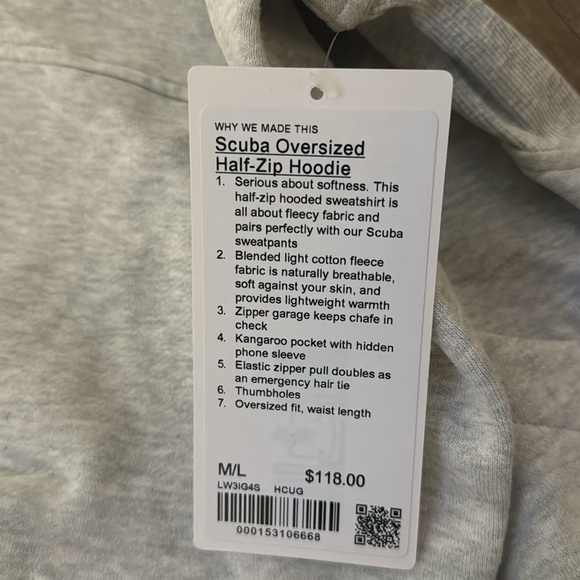 WHY WE MADE THIS
Scuba Oversized
Half-Zip Hoodie
1. Serious about softness. This
half-zip hooded sweatshirt is
all about fleecy fabric and
pairs perfectly with our Scuba
sweatpants
2. Blended light cotton fleece
fabric is naturally breathable,
soft against your skin, and
provides lightweight warmth
3. Zipper garage keeps chafe in
check
4. Kangaroo pocket with hidden
phone sleeve
5. Elastic zipper pull doubles as
an emergency hair tie
6. Thumbholes
7. Oversized fit, waist length
M/L $118.00
LW3IG4S HCUG
000153106668